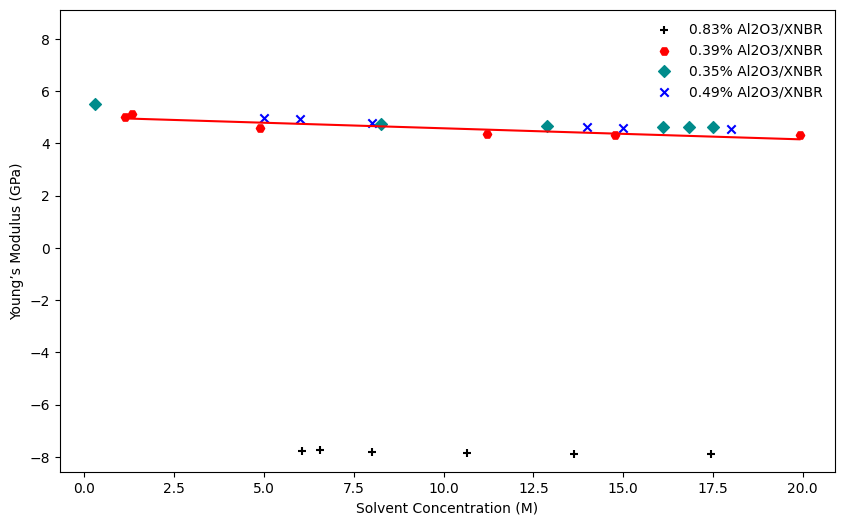 0.83% Al2O3/XNBR
0.39% Al2O3/XNBR
0.35% Al2O3/XNBR
0.49% Al2O3/XNBR
8
6
4
2
0
−2
−4
−6
−8
Young’s Modulus (GPa)
0.0 2.5 5.0 7.5 10.0 12.5 15.0 17.5 20.0
Solvent Concentration (M)